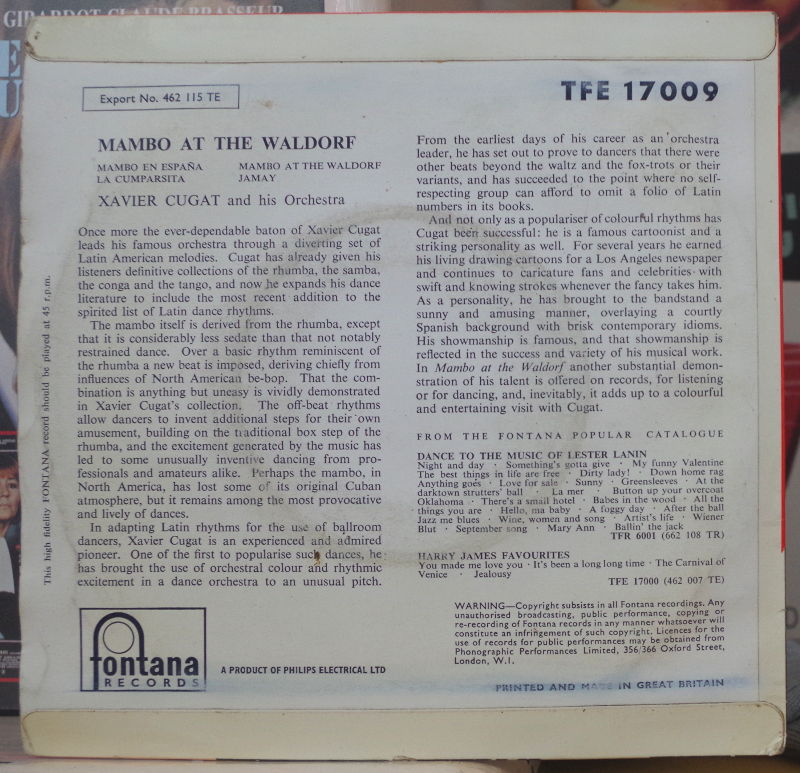 GIRARDOT CLAUDE BRASSEUR
Export No. 462 115 TE
TFE 17009
MAMBO AT THE WALDORF
MAMBO EN ESPAÑA MAMBO AT THE WALDORF
LA CUMPARSITA JAMAY
XAVIER CUGAT and his Orchestra
Once more the ever-dependable baton of Xavier Cugat
leads his famous orchestra through a diverting set of
Latin American melodies. Cugat has already given his
listeners definitive collections of the rhumba, the samba,
the conga and the tango, and now he expands his dance
literature to include the most recent addition to the
spirited list of Latin dance rhythms.
The mambo itself is derived from the rhumba, except
that it is considerably less sedate than that not notably
restrained dance. Over a basic rhythm reminiscent of
the rhumba a new beat is imposed, deriving chiefly from
influences of North American be-bop. That the com-
bination is anything but uneasy is vividly demonstrated
in Xavier Cugat's collection. The off-beat rhythms
allow dancers to invent additional steps for their own
amusement, building on the traditional box step of the
rhumba, and the excitement generated by the music has
led to some unusually inventive dancing from pro-
fessionals and amateurs alike. Perhaps the mambo, in
North America, has lost some of its original Cuban
atmosphere, but it remains among the most provocative
and lively of dances.
In adapting Latin rhythms for the use of ballroom
dancers, Xavier Cugat is an experienced and admired
pioneer. One of the first to popularise such dances, he
has brought the use of orchestral colour and rhythmic
excitement in a dance orchestra to an unusual pitch.
From the earliest days of his career as an orchestra
leader, he has set out to prove to dancers that there were
other beats beyond the waltz and the fox-trots or their
variants, and has succeeded to the point where no self-
respecting group can afford to omit a folio of Latin
numbers in its books.
And not only as a populariser of colourful rhythms has
Cugat been successful: he is a famous cartoonist and a
striking personality as well. For several years he earned
his living drawing cartoons for a Los Angeles newspaper
and continues to caricature fans and celebrities with
swift and knowing strokes whenever the fancy takes him.
As a personality, he has brought to the bandstand a
sunny and amusing manner, overlaying a courtly
Spanish background with brisk contemporary idioms.
His showmanship is famous, and that showmanship is
reflected in the success and variety of his musical work.
In Mambo at the Waldorf another substantial demon-
stration of his talent is offered on records, for listening
or for dancing, and, inevitably, it adds up to a colourful
and entertaining visit with Cugat.
FROM THE FONTANA POPULAR CATALOGUE
DANCE TO THE MUSIC OF LESTER LANIN
Night and day · Something's gotta give · My funny Valentine
The best things in life are free · Dirty lady! · Down home rag
Anything goes · Love for sale · Sunny · Greensleeves · At the
darktown strutters' ball · La mer · Button up your overcoat
Oklahoma · There's a small hotel · Babes in the wood · All the
things you are · Hello, ma baby · A foggy day · After the ball
Jazz me blues · Wine, women and song · Artist's life · Wiener
Blut · September song · Mary Ann · Ballin' the jack
TFR 6001 (662 108 TR)
HARRY JAMES FAVOURITES
You made me love you · It's been a long long time · The Carnival of
Venice · Jealousy
TFE 17000 (462 007 TE)
WARNING—Copyright subsists in all Fontana recordings. Any
unauthorised broadcasting, public performance, copying or
re-recording of Fontana records in any manner whatsoever will
constitute an infringement of such copyright. Licences for the
use of records for public performances may be obtained from
Phonographic Performances Limited, 356/366 Oxford Street,
London, W.1.
PRINTED AND MADE IN GREAT BRITAIN
This high fidelity FONTANA record should be played at 45 r.p.m.
fontana
RECORDS
A PRODUCT OF PHILIPS ELECTRICAL LTD